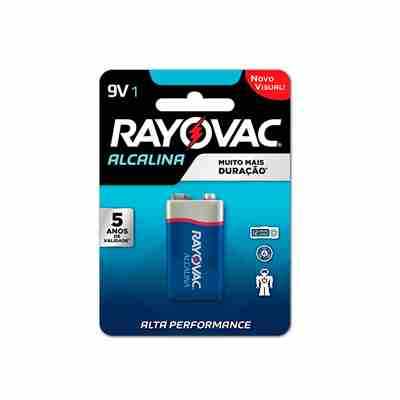 9V 1
Novo
Visual!
RAYOVAC
ALCALINA
MUITO MAIS
DURAÇÃO*
5
ANOS
DE
VALIDADE*
RAYOVAC
ALCALINA
ALTA PERFORMANCE